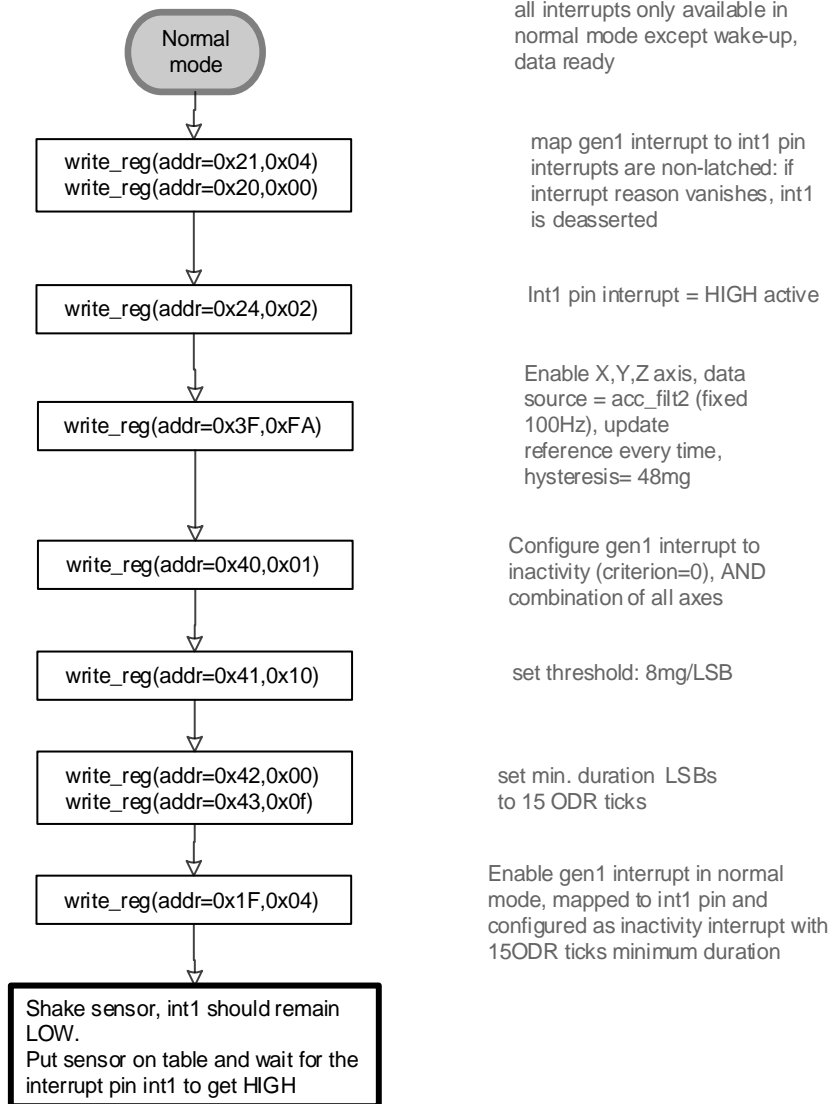 all interrupts only available in
normal mode except wake-up,
data ready
Normal
mode
write_reg(addr=0x21,0x04)
write_reg(addr=0x20,0x00)
map gen1 interrupt to int1 pin
interrupts are non-latched: if
interrupt reason vanishes, int1
is deasserted
write_reg(addr=0x24,0x02)
Int1 pin interrupt = HIGH active
write_reg(addr=0x3F,0xFA)
Enable X,Y,Z axis, data
source = acc_filt2 (fixed
100Hz), update
reference every time,
hysteresis= 48mg
write_reg(addr=0x40,0x01)
Configure gen1 interrupt to
inactivity (criterion=0), AND
combination of all axes
write_reg(addr=0x41,0x10)
set threshold: 8mg/LSB
write_reg(addr=0x42,0x00)
write_reg(addr=0x43,0x0f)
set min. duration LSBs
to 15 ODR ticks
write_reg(addr=0x1F,0x04)
Enable gen1 interrupt in normal
mode, mapped to int1 pin and
configured as inactivity interrupt with
15ODR ticks minimum duration
Shake sensor, int1 should remain
LOW.
Put sensor on table and wait for the
interrupt pin int1 to get HIGH